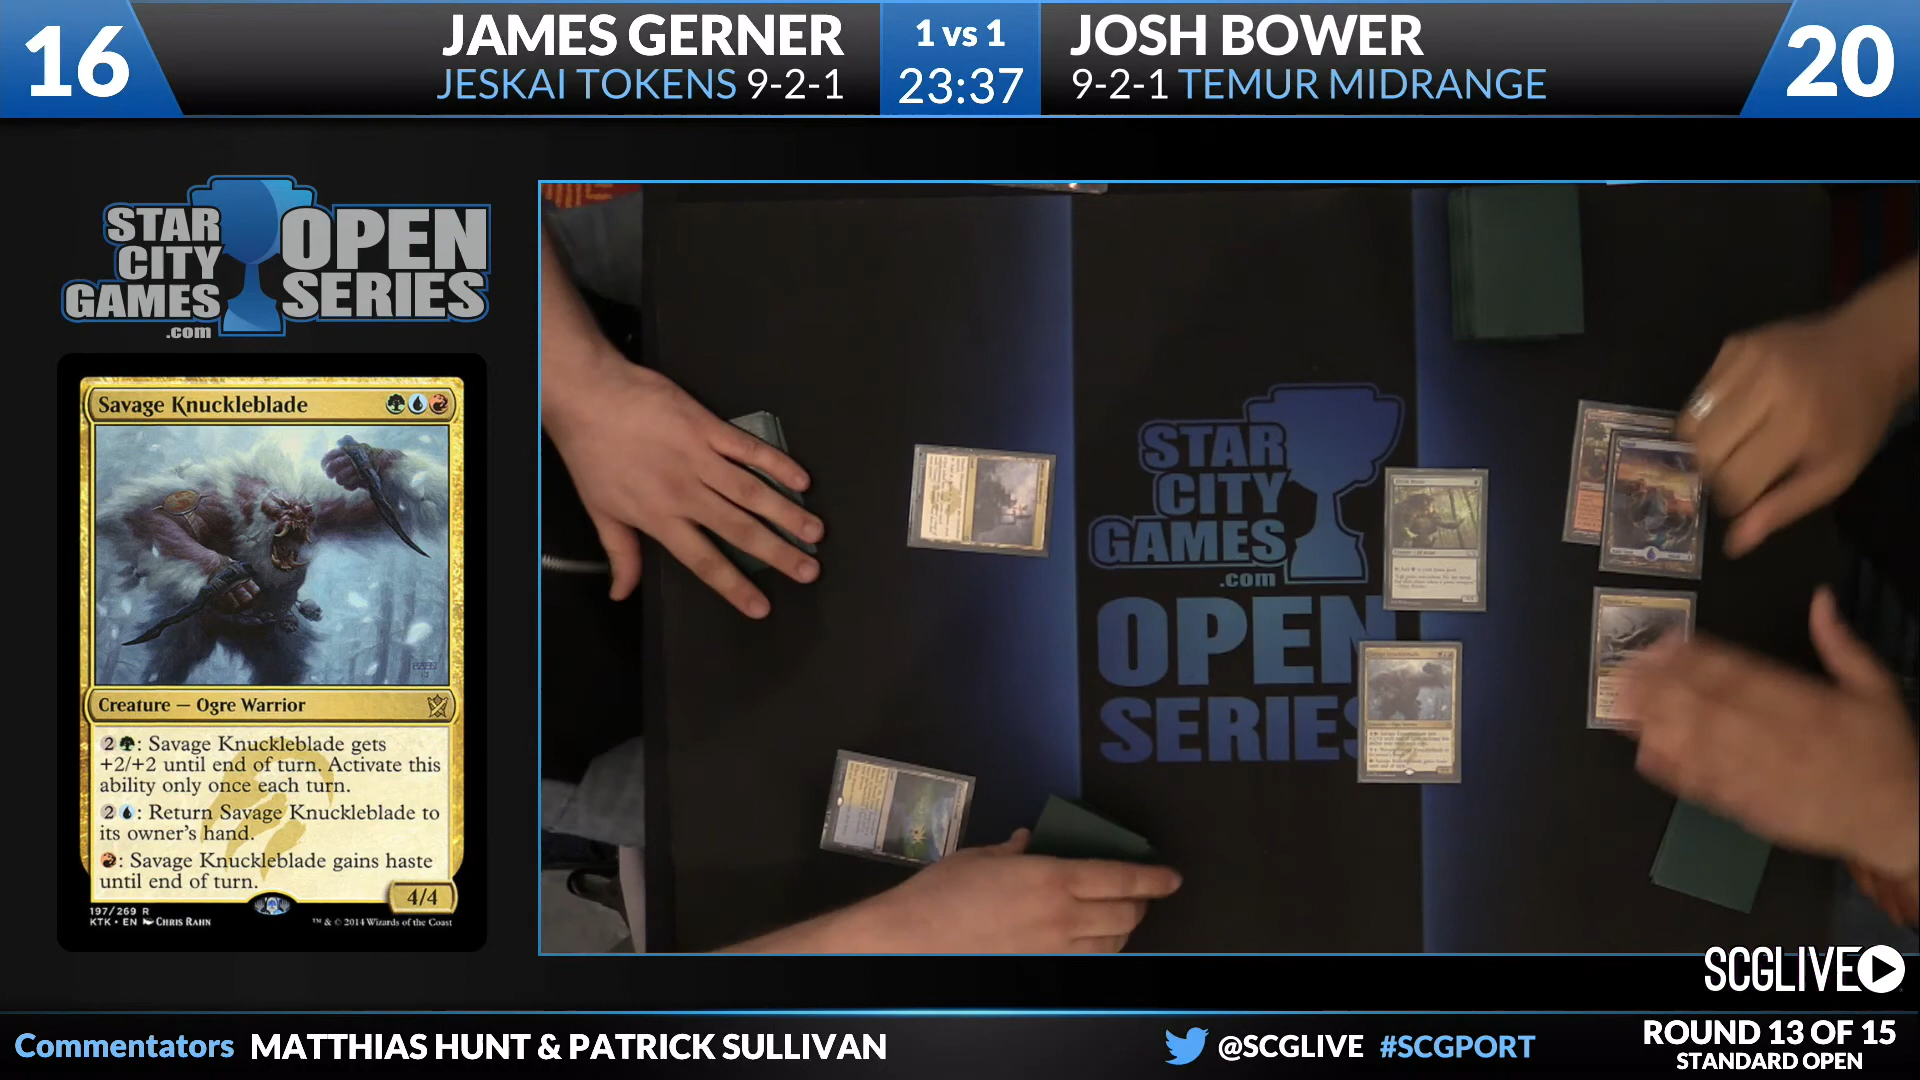 16
JAMES GERNER
JESKAI TOKENS 9-2-1
1 vs 1
23:37
JOSH BOWER
9-2-1 TEMUR MIDRANGE
20
STAR CITY GAMES .com
OPEN SERIES
Savage Knuckleblade
2 : Savage Knuckleblade gets
+2/+2 until end of turn. Activate this
ability only once each turn.
2 : Return Savage Knuckleblade to
its owner's hand.
: Savage Knuckleblade gains haste
until end of turn.
Creature — Ogre Warrior
4/4
197/269 R
KTK • EN CHRIS RAHN
™ & © 2014 Wizards of the Coast
STAR
CITY
GAMES
.com
OPEN
SERIES
SCGLIVE
Commentators MATTHIAS HUNT & PATRICK SULLIVAN
@SCGLIVE #SCGPORT
ROUND 13 OF 15
STANDARD OPEN